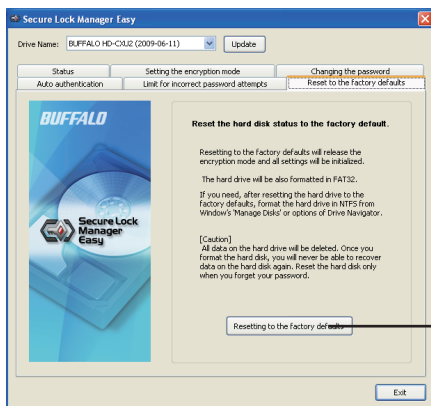 Secure Lock Manager Easy
Drive Name: BUFFALO HD-CXU2 (2009-06-11) Update
Status Setting the encryption mode Changing the password
Auto authentication Limit for incorrect password attempts Reset to the factory defaults
BUFFALO
Secure Lock
Manager
Easy
Reset the hard disk status to the factory default.
Resetting to the factory defaults will release the
encryption mode and all settings will be initialized.
The hard drive will be also formatted in FAT32.
If you need, after resetting the hard drive to the
factory defaults, format the hard drive in NTFS from
Window's 'Manage Disks' or options of Drive Navigator.
[Caution]
All data on the hard drive will be deleted. Once you
format the hard disk, you will never be able to recover
data on the hard disk again. Reset the hard disk only
when you forget your password.
Resetting to the factory defaults
Exit